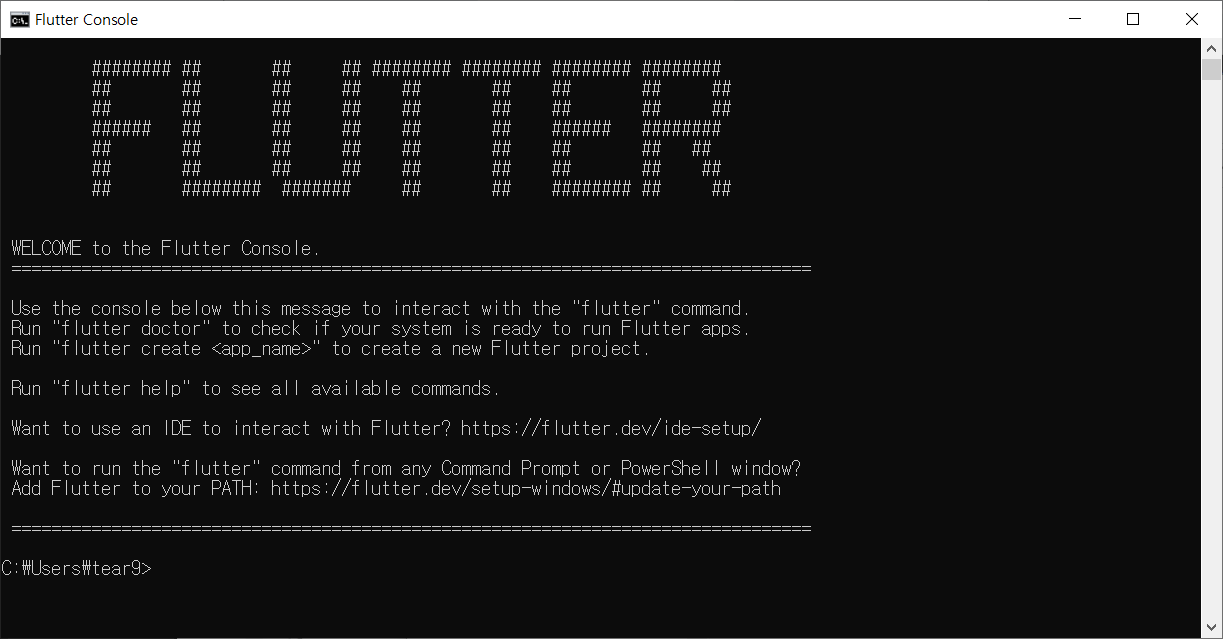 Flutter Console
FLUTTER
WELCOME to the Flutter Console.
================================================================================
Use the console below this message to interact with the "flutter" command.
Run "flutter doctor" to check if your system is ready to run Flutter apps.
Run "flutter create <app_name>" to create a new Flutter project.
Run "flutter help" to see all available commands.
Want to use an IDE to interact with Flutter? https://flutter.dev/ide-setup/
Want to run the "flutter" command from any Command Prompt or PowerShell window?
Add Flutter to your PATH: https://flutter.dev/setup-windows/#update-your-path
================================================================================
C:₩Users₩tear9>